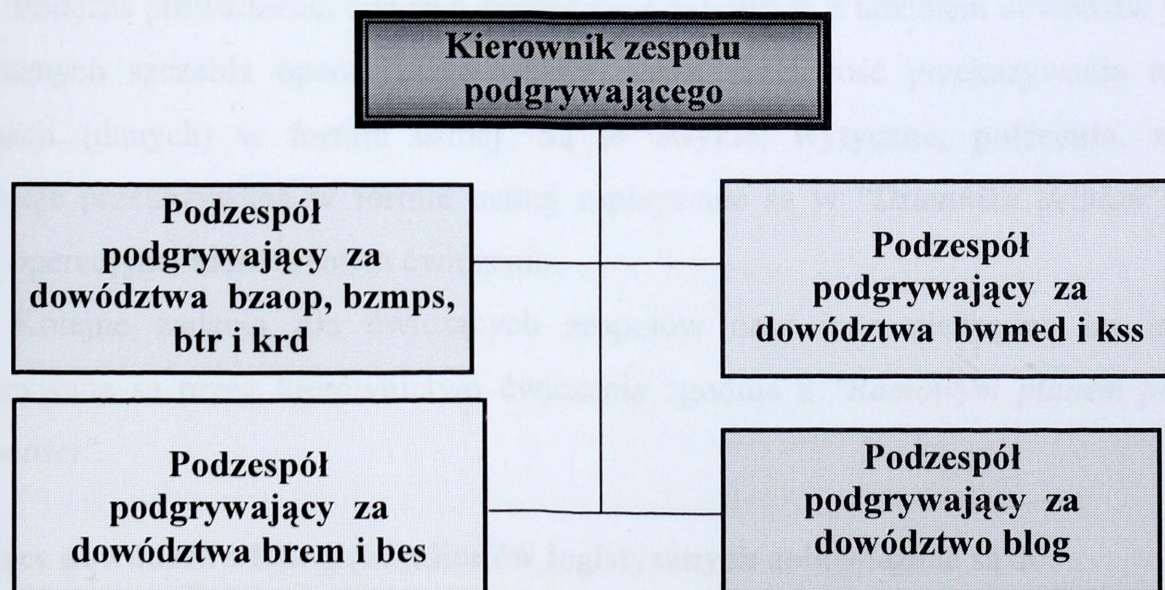 Kierownik zespołu
podgrywającego
Podzespół
podgrywający za
dowództwa bzaop, bzmps,
btr i krd
Podzespół
podgrywający za
dowództwa bwmed i kss
Podzespół
podgrywający za
dowództwa brem i bes
Podzespół
podgrywający za
dowództwo blog